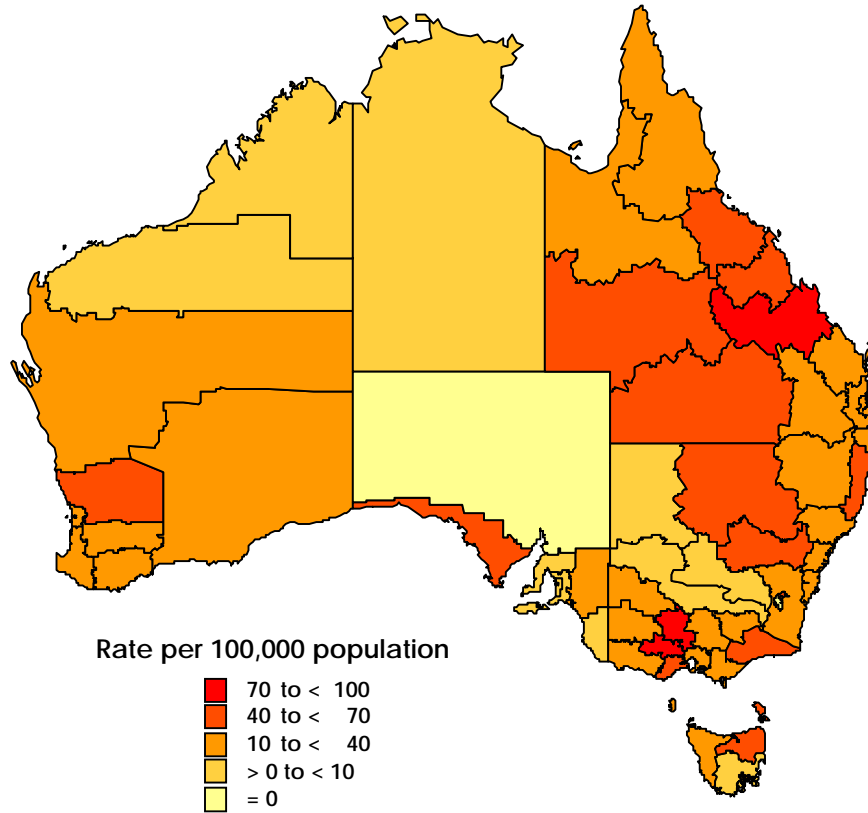 Rate per 100,000 population
70 to < 100
40 to < 70
10 to < 40
> 0 to < 10
= 0